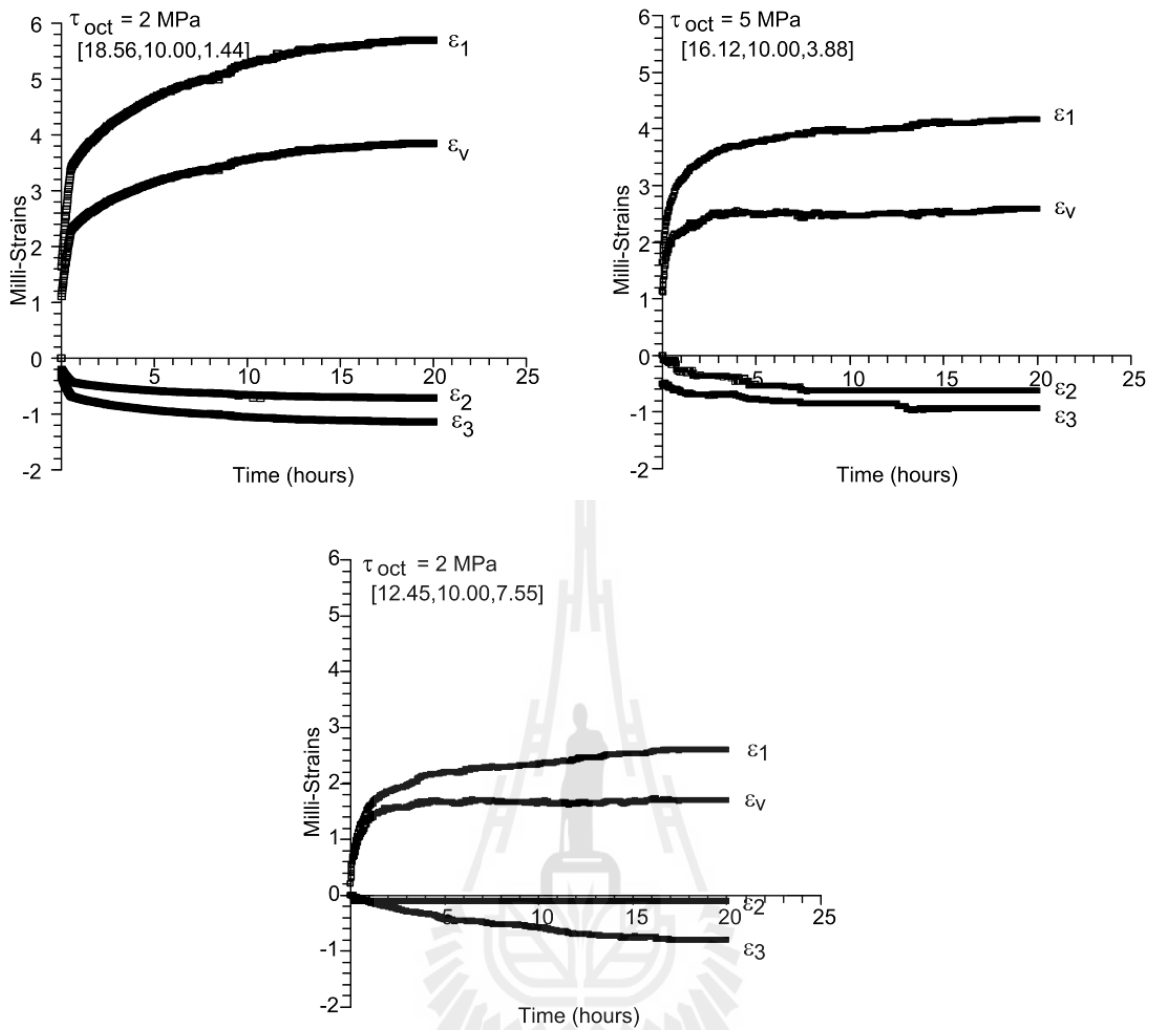 τoct = 2 MPa
[18.56,10.00,1.44]
6
5
4
3
2
1
0
-1
-2
Milli-Strains
ε1
εv
ε2
ε3
5
10
15
20
25
Time (hours)
τoct = 5 MPa
[16.12,10.00,3.88]
6
5
4
3
2
1
0
-1
-2
Milli-Strains
ε1
εv
ε2
ε3
5
10
15
20
25
Time (hours)
τoct = 2 MPa
[12.45,10.00,7.55]
6
5
4
3
2
1
0
-1
-2
Milli-Strains
ε1
εv
ε2
ε3
5
10
15
20
25
Time (hours)